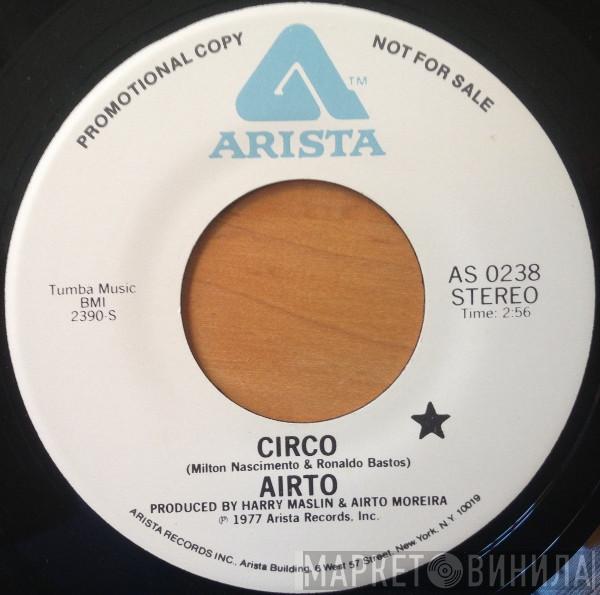 PROMOTIONAL COPY
NOT FOR SALE
TM
ARISTA
Tumba Music
BMI
2390-S
AS 0238
STEREO
Time: 2:56
CIRCO
(Milton Nascimento & Ronaldo Bastos)
AIRTO
PRODUCED BY HARRY MASLIN & AIRTO MOREIRA
℗ 1977 Arista Records, Inc.
ARISTA RECORDS INC., Arista Building, 6 West 57 Street, New York, N.Y. 10019
МАРКЕТ ВИНИЛА